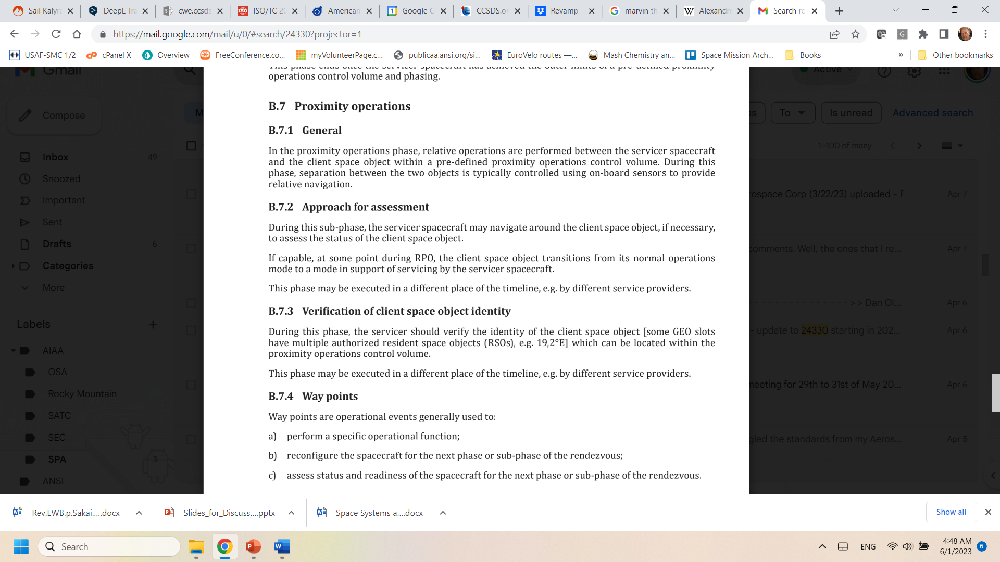 Sail Kalyra
DeepL Tra
cwe.ccsds
ISO/TC 20
American
Google C
CCSDS.or
Revamp -
marvin th
Alexandre
Search re
https://mail.google.com/mail/u/0/#search/24330?projector=1
USAF-SMC 1/2
cPanel X
Overview
FreeConference.co...
myVolunteerPage.c...
publicaa.ansi.org/si...
EuroVelo routes —...
Mash Chemistry an...
Space Mission Arch...
Books
»
Other bookmarks
Gmail
Active
Compose
M
es
To
Is unread
Advanced search
1–100 of many
Inbox 49
Snoozed
Important
Sent
Drafts 6
Categories
More
Labels
AIAA
OSA
Rocky Mountain
SATC
SEC
SPA 3
ANSI
This phase ends once the servicer spacecraft has achieved the outer limits of a pre-defined proximity
operations control volume and phasing.
B.7 Proximity operations
B.7.1 General
In the proximity operations phase, relative operations are performed between the servicer spacecraft
and the client space object within a pre-defined proximity operations control volume. During this
phase, separation between the two objects is typically controlled using on-board sensors to provide
relative navigation.
B.7.2 Approach for assessment
During this sub-phase, the servicer spacecraft may navigate around the client space object, if necessary,
to assess the status of the client space object.
If capable, at some point during RPO, the client space object transitions from its normal operations
mode to a mode in support of servicing by the servicer spacecraft.
This phase may be executed in a different place of the timeline, e.g. by different service providers.
B.7.3 Verification of client space object identity
During this phase, the servicer should verify the identity of the client space object [some GEO slots
have multiple authorized resident space objects (RSOs), e.g. 19,2°E] which can be located within the
proximity operations control volume.
This phase may be executed in a different place of the timeline, e.g. by different service providers.
B.7.4 Way points
Way points are operational events generally used to:
a) perform a specific operational function;
b) reconfigure the spacecraft for the next phase or sub-phase of the rendezvous;
c) assess status and readiness of the spacecraft for the next phase or sub-phase of the rendezvous.
rospace Corp (3/22/23) uploaded - F Apr 7
comments. Well, the ones that I re... Apr 7
- - - - - - - - - - - - - - - - > > Dan Ol... Apr 6
- update to 24330 starting in 202... Apr 6
meeting for 29th to 31st of May 20... Apr 6
gled the standards from my Aeros... Apr 5
Rev.EWB.p.Sakai.....docx
Slides_for_Discuss....pptx
Space Systems a....docx
Show all
Search
ENG
4:48 AM
6/1/2023
6